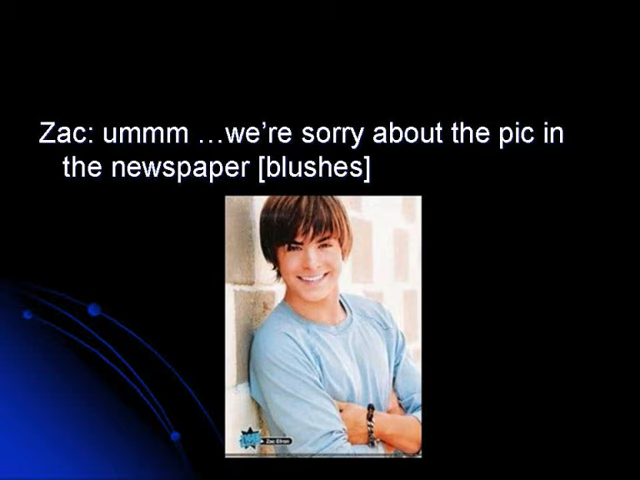 Zac: ummm …we’re sorry about the pic in
the newspaper [blushes]
Zac Efron